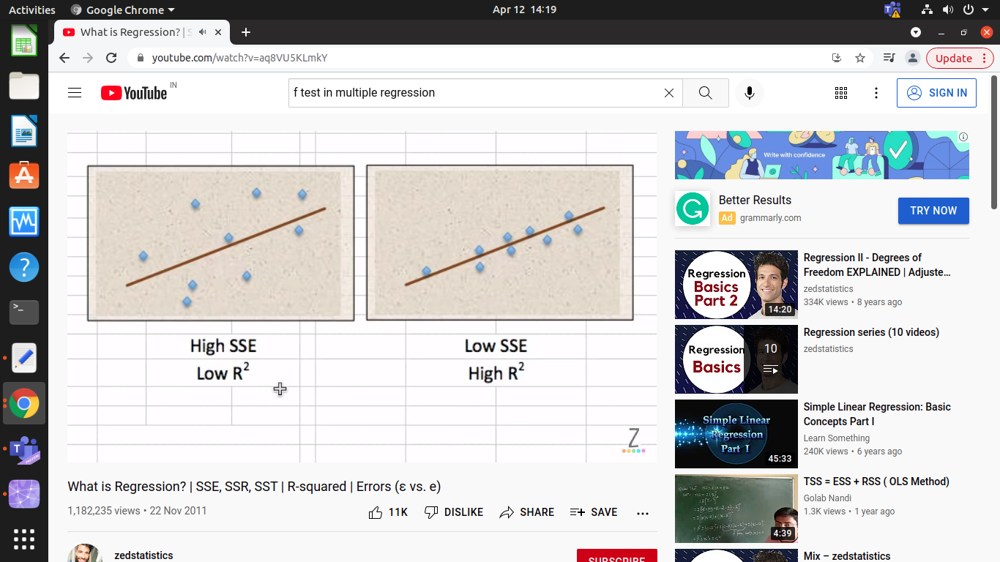 Activities
Google Chrome
Apr 12 14:19
What is Regression? | S
youtube.com/watch?v=aq8VU5KLmkY
Update
YouTube
IN
f test in multiple regression
SIGN IN
High SSE
Low R²
Low SSE
High R²
Z
What is Regression? | SSE, SSR, SST | R-squared | Errors (ε vs. e)
1,182,235 views • 22 Nov 2011
11K
DISLIKE
SHARE
SAVE
zedstatistics
SUBSCRIBE
Write with confidence
Better Results
Ad
grammarly.com
TRY NOW
Regression
Basics
Part 2
14:20
Regression II - Degrees of
Freedom EXPLAINED | Adjuste...
zedstatistics
334K views • 8 years ago
Regression
Basics
10
Regression series (10 videos)
zedstatistics
Simple Linear
Regression
Part I
45:33
Simple Linear Regression: Basic
Concepts Part I
Learn Something
240K views • 6 years ago
4:39
TSS = ESS + RSS ( OLS Method)
Golab Nandi
1.3K views • 1 year ago
Mix – zedstatistics